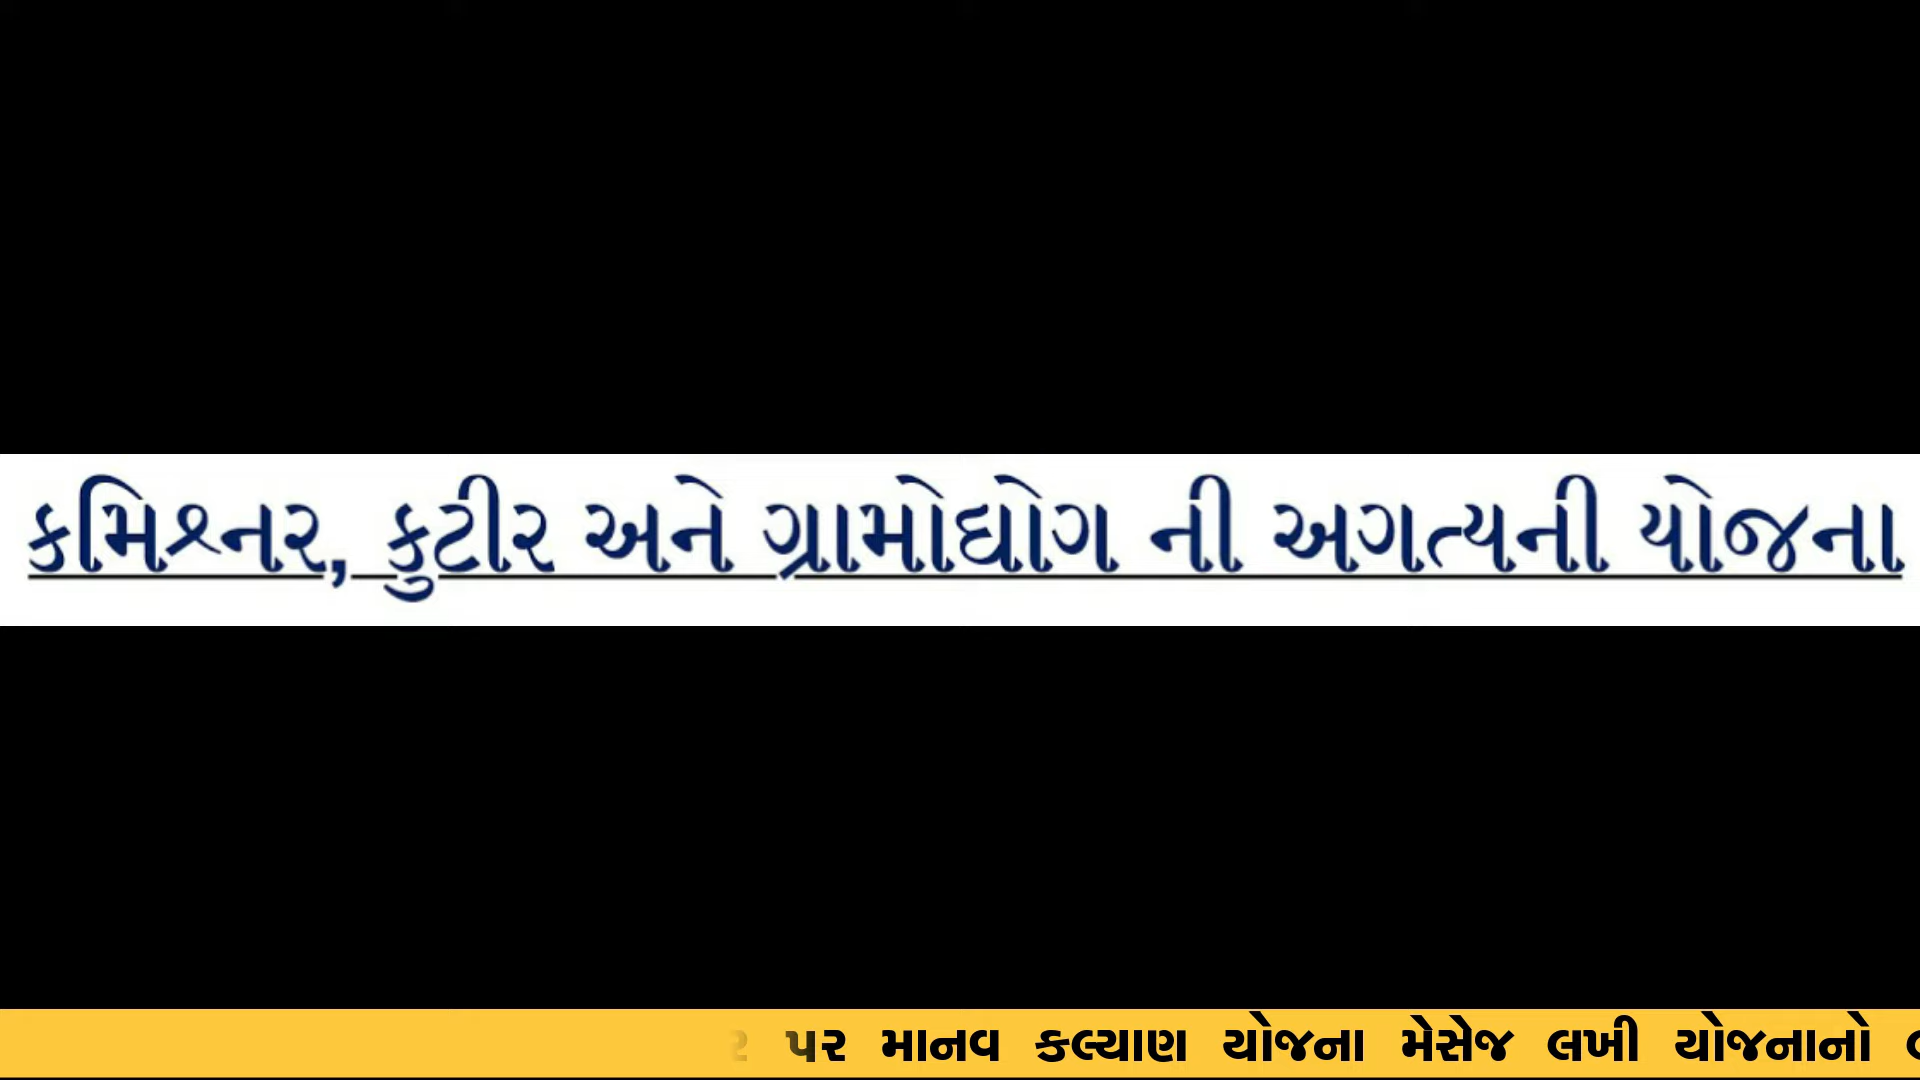 કમિશ્નર, કુટીર અને ગ્રામોદ્યોગ ની અગત્યની યોજના
પર માનવ કલ્યાણ યોજના મેસેજ લખી યોજનાનો